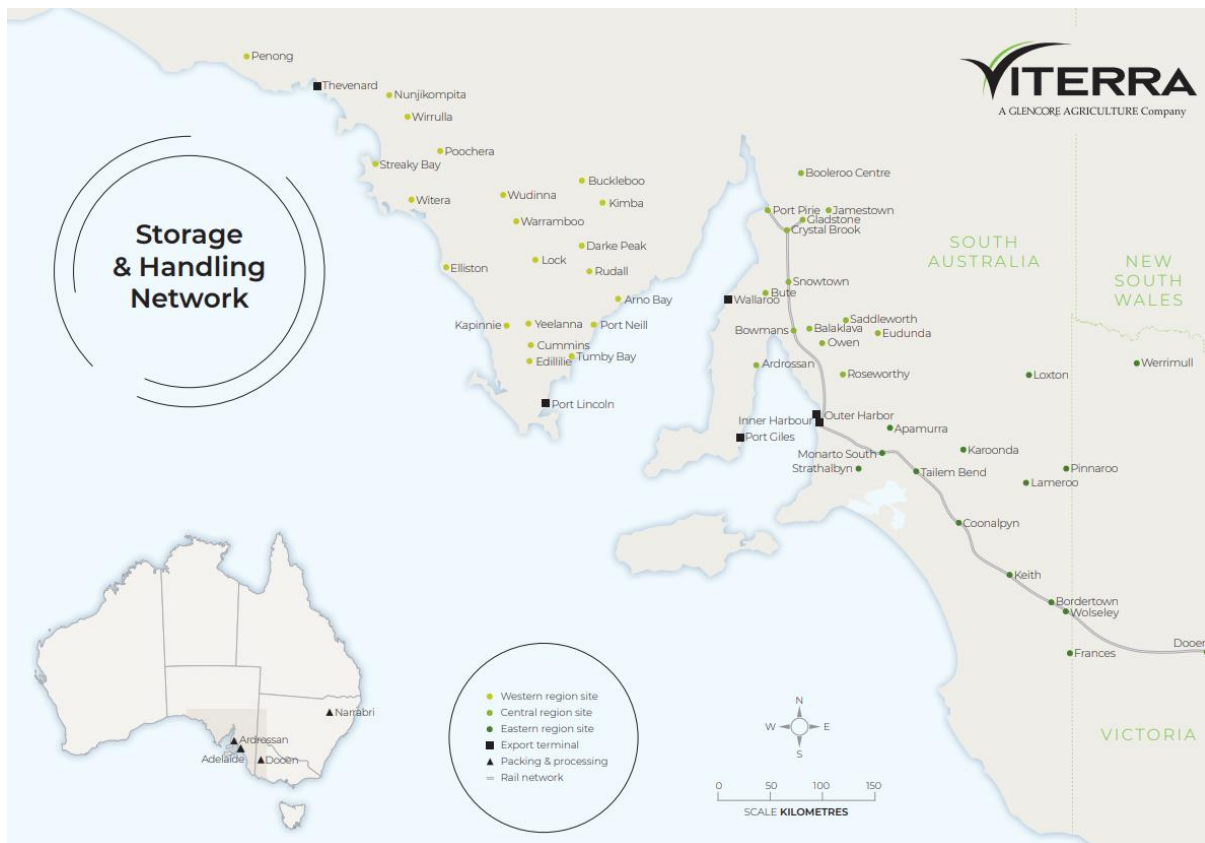 Penong
Thevenard
Nunjikompita
Wirrulla
Poochera
Streaky Bay
Witera
Wudinna
Buckleboo
Kimba
Warramboo
Darke Peak
Lock
Rudall
Elliston
Arno Bay
Kapinnie
Yeelanna
Port Neill
Cummins
Edillilie
Tumby Bay
Port Lincoln
Storage
& Handling
Network
VITERRA
A GLENCORE AGRICULTURE Company
Booleroo Centre
Port Pirie
Jamestown
Gladstone
Crystal Brook
Snowtown
Wallaroo
Bute
Bowmans
Balaklava
Saddleworth
Eudunda
Owen
Ardrossan
Roseworthy
Inner Harbour
Outer Harbor
Port Giles
Apamurra
Monarto South
Strathalbyn
Tailem Bend
Karoonda
Loxton
Werrimull
Pinnaroo
Lameroo
Coonalpyn
Keith
Bordertown
Wolseley
Frances
Dooen
SOUTH
AUSTRALIA
NEW
SOUTH
WALES
VICTORIA
Narrabri
Ardrossan
Adelaide
Dooen
Western region site
Central region site
Eastern region site
Export terminal
Packing & processing
Rail network
N
W
E
S
0 50 100 150
SCALE KILOMETRES